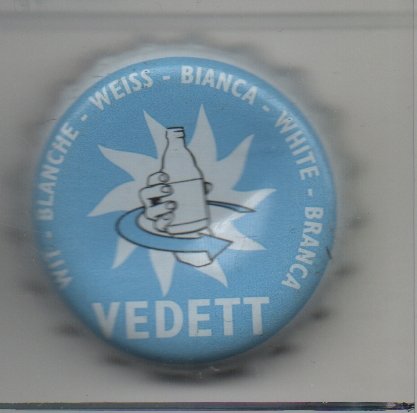 WIT - BLANCHE - WEISS - BIANCA - WHITE - BRANCA
VEDETT